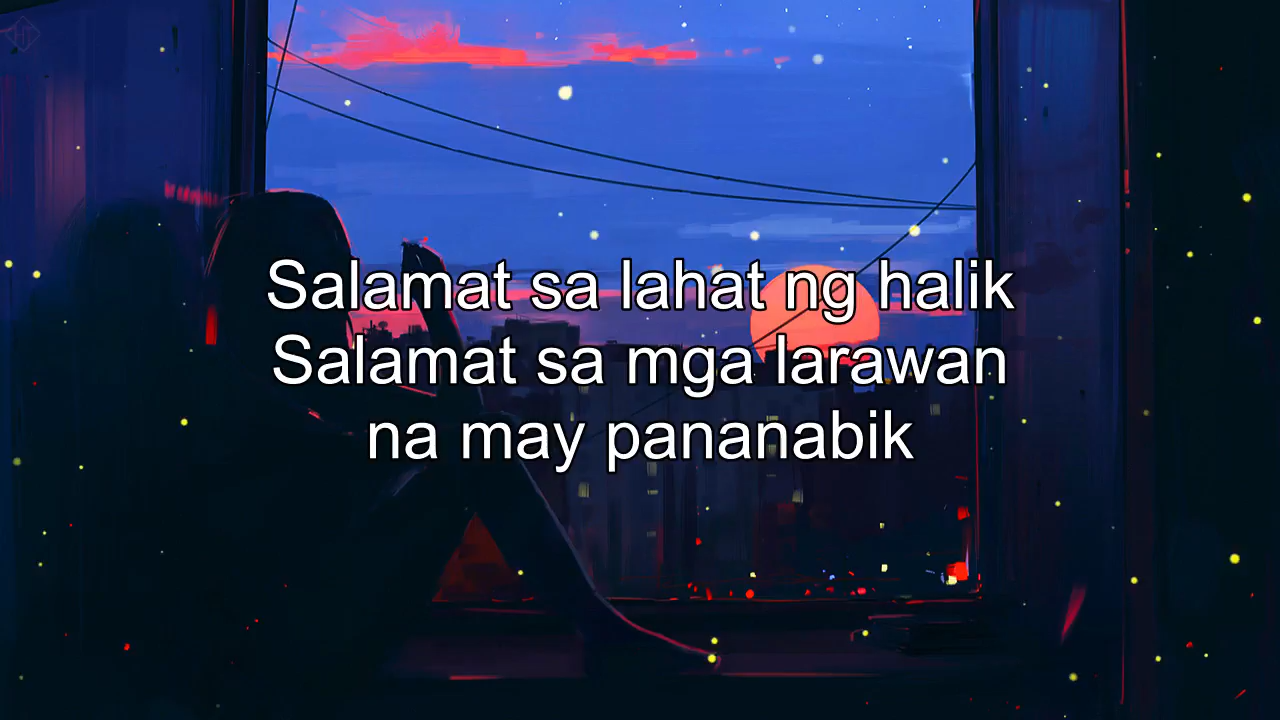 Salamat sa lahat ng halik
Salamat sa mga larawan
na may pananabik